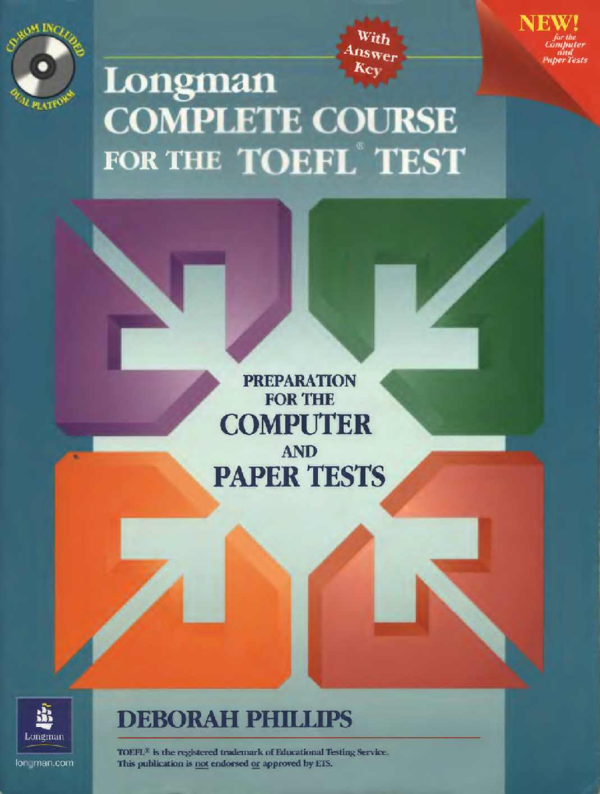 CD-ROM INCLUDED
DUAL PLATFORM
With
Answer
Key
NEW!
for the
Computer
and
Paper Tests
Longman
COMPLETE COURSE
FOR THE TOEFL® TEST
PREPARATION
FOR THE
COMPUTER
AND
PAPER TESTS
Longman
longman.com
DEBORAH PHILLIPS
TOEFL® is the registered trademark of Educational Testing Service.
This publication is not endorsed or approved by ETS.